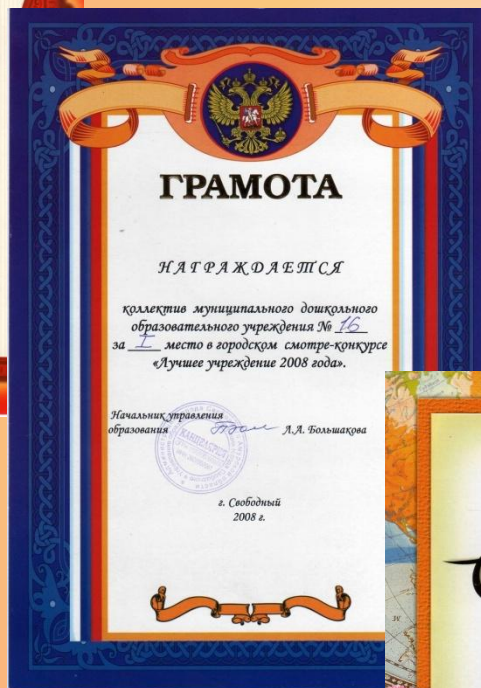 ГРАМОТА
НАГРАЖДАЕТСЯ
коллектив муниципального дошкольного
образовательного учреждения № 16
за I место в городском смотре-конкурсе
«Лучшее учреждение 2008 года».
Начальник управления
образования Л.А. Большакова
КАНЦЕЛЯРСКИЙ
г. Свободный
2008 г.